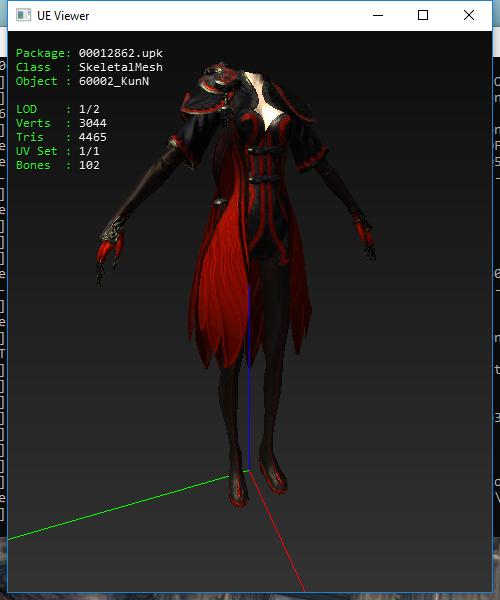 UE Viewer
Package: 00012862.upk
Class  : SkeletalMesh
Object : 60002_KunN
LOD    : 1/2
Verts  : 3044
Tris   : 4465
UV Set : 1/1
Bones  : 102